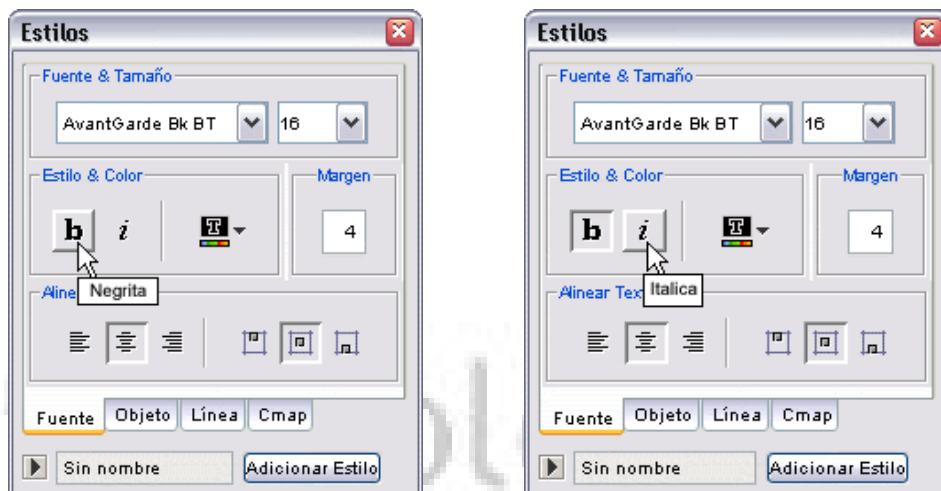 Estilos
Fuente & Tamaño
AvantGarde Bk BT 16
Estilo & Color Margen
b i T 4
Negrita
Aline
Fuente Objeto Línea Cmap
Sin nombre Adicionar Estilo
Estilos
Fuente & Tamaño
AvantGarde Bk BT 16
Estilo & Color Margen
b i T 4
Italica
Alinear Tex
Fuente Objeto Línea Cmap
Sin nombre Adicionar Estilo